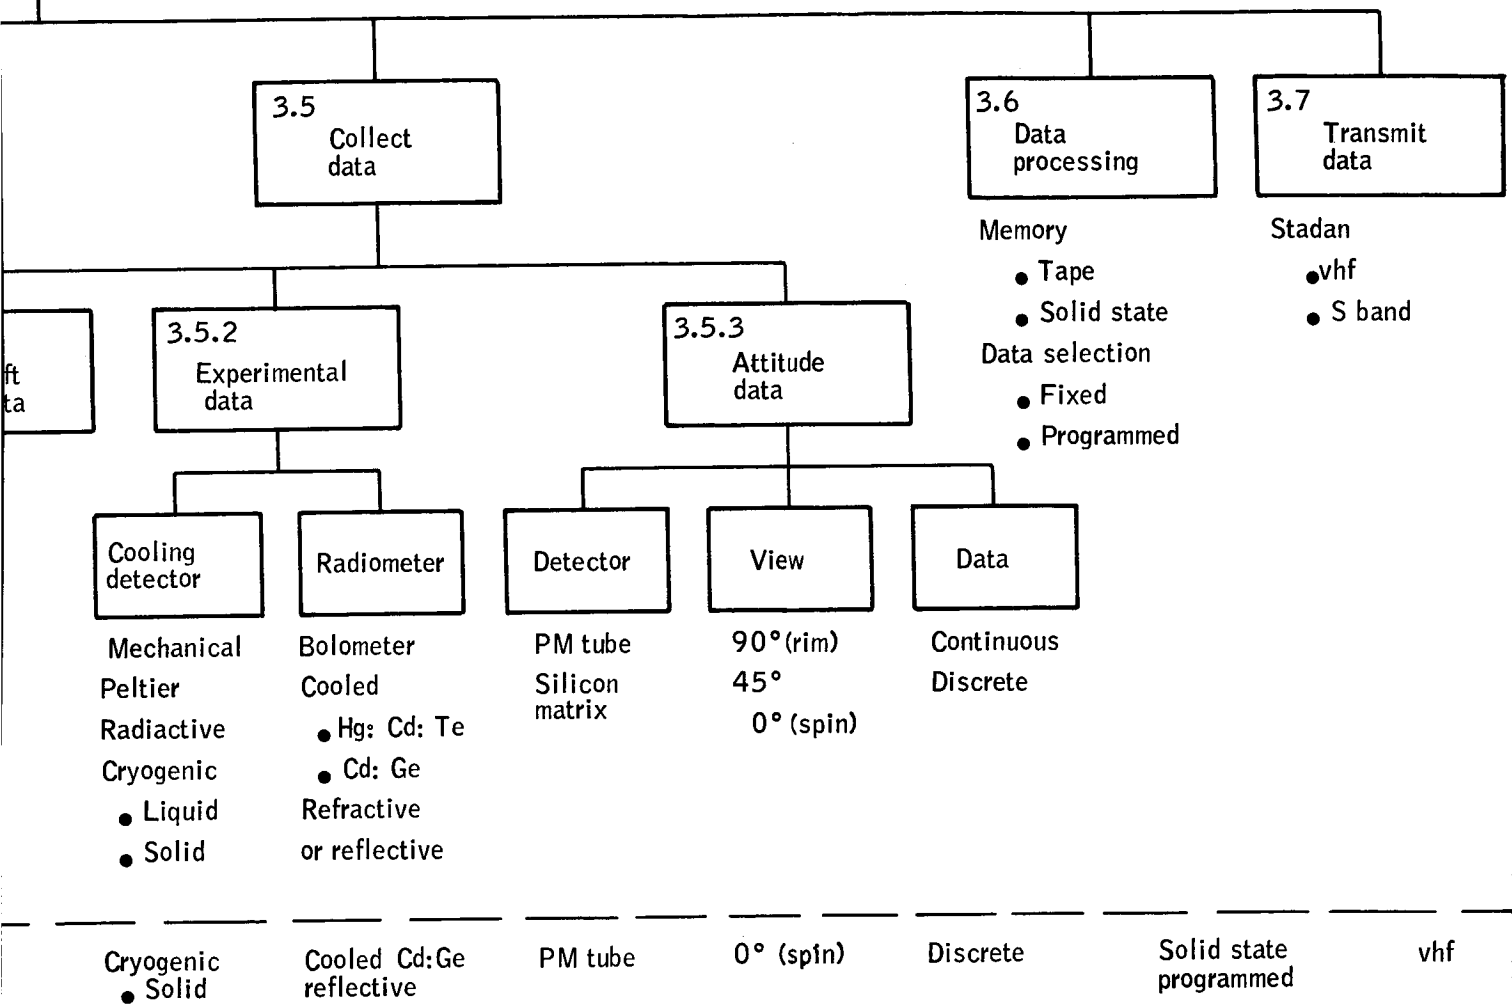 3.5
Collect
data
3.6
Data
processing
3.7
Transmit
data
Memory
• Tape
• Solid state
Data selection
• Fixed
• Programmed
Stadan
•vhf
• S band
ft
ta
3.5.2
Experimental
data
3.5.3
Attitude
data
Cooling
detector
Radiometer
Detector
View
Data
Mechanical
Peltier
Radiactive
Cryogenic
• Liquid
• Solid
Bolometer
Cooled
• Hg: Cd: Te
• Cd: Ge
Refractive
or reflective
PM tube
Silicon
matrix
90° (rim)
45°
0° (spin)
Continuous
Discrete
Cryogenic
• Solid
Cooled Cd:Ge
reflective
PM tube
0° (spin)
Discrete
Solid state
programmed
vhf